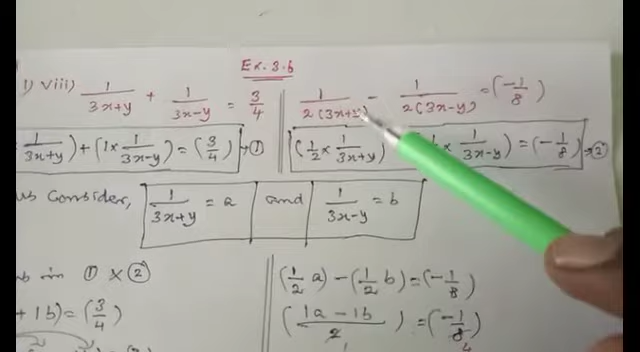 Ex. 3.b
1) viii) 1/(3x+y) + 1/(3x-y) = 3/4 || 1/(2(3x+y)) - 1/(2(3x-y)) = (-1/8)
1/(3x+y)) + (1 x 1/(3x-y)) = (3/4) → ① (1/2 x 1/(3x+y)) x 1/(3x-y)) = (-1/8) → ②
us Consider, 1/(3x+y) = a and 1/(3x-y) = b
b in ① x ② (1/2 a) - (1/2 b) = (-1/8)
+ 1b) = (3/4) ((1a - 1b)/2) = (-1/8)
1 4